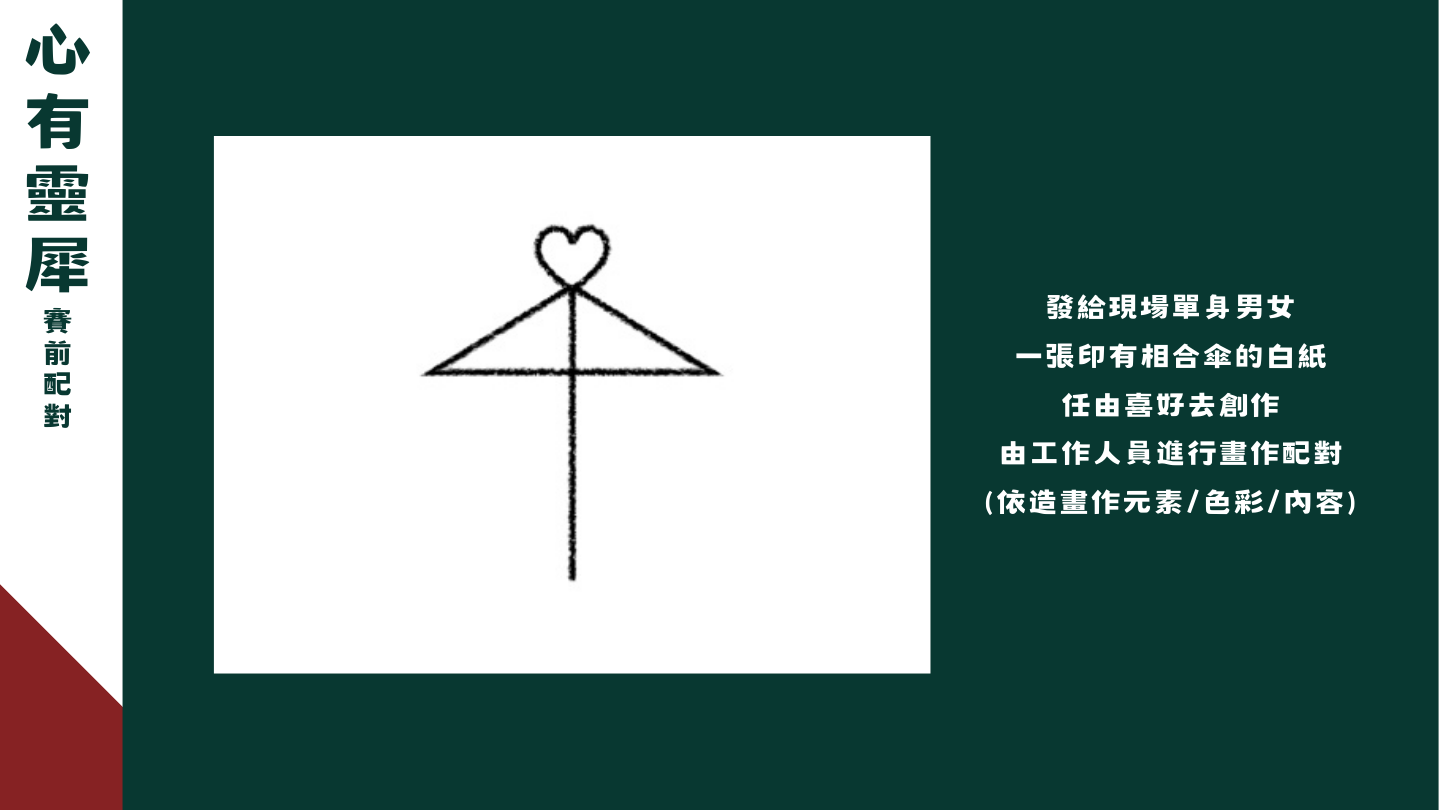 心有靈犀
賽前配對
發給現場單身男女
一張印有相合傘的白紙
任由喜好去創作
由工作人員進行畫作配對
(依造畫作元素/色彩/內容)